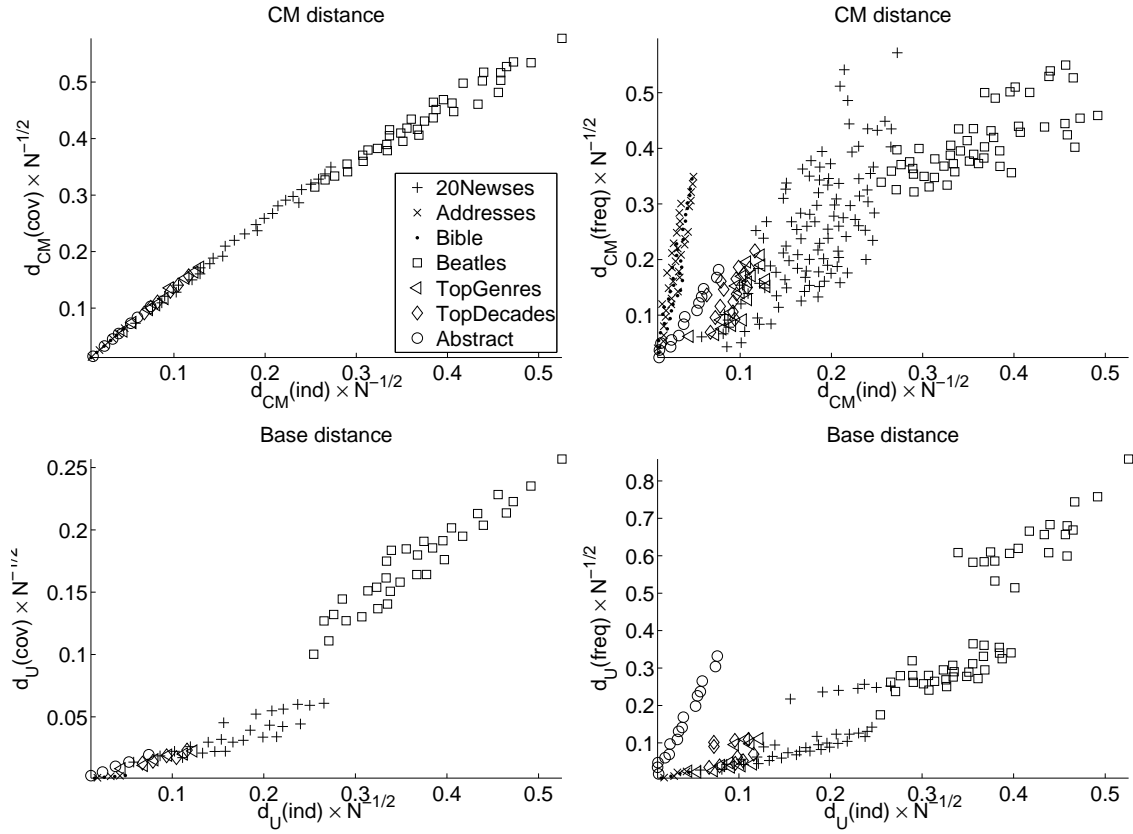 CM distance
d_CM(cov) × N^−1/2
0.5
0.4
0.3
0.2
0.1
0.1
0.2
0.3
0.4
0.5
d_CM(ind) × N^−1/2
20Newses
Addresses
Bible
Beatles
TopGenres
TopDecades
Abstract
CM distance
d_CM(freq) × N^−1/2
0.5
0.4
0.3
0.2
0.1
0.1
0.2
0.3
0.4
0.5
d_CM(ind) × N^−1/2
Base distance
d_U(cov) × N^−1/2
0.25
0.2
0.15
0.1
0.05
0.1
0.2
0.3
0.4
0.5
d_U(ind) × N^−1/2
Base distance
d_U(freq) × N^−1/2
0.8
0.7
0.6
0.5
0.4
0.3
0.2
0.1
0.1
0.2
0.3
0.4
0.5
d_U(ind) × N^−1/2